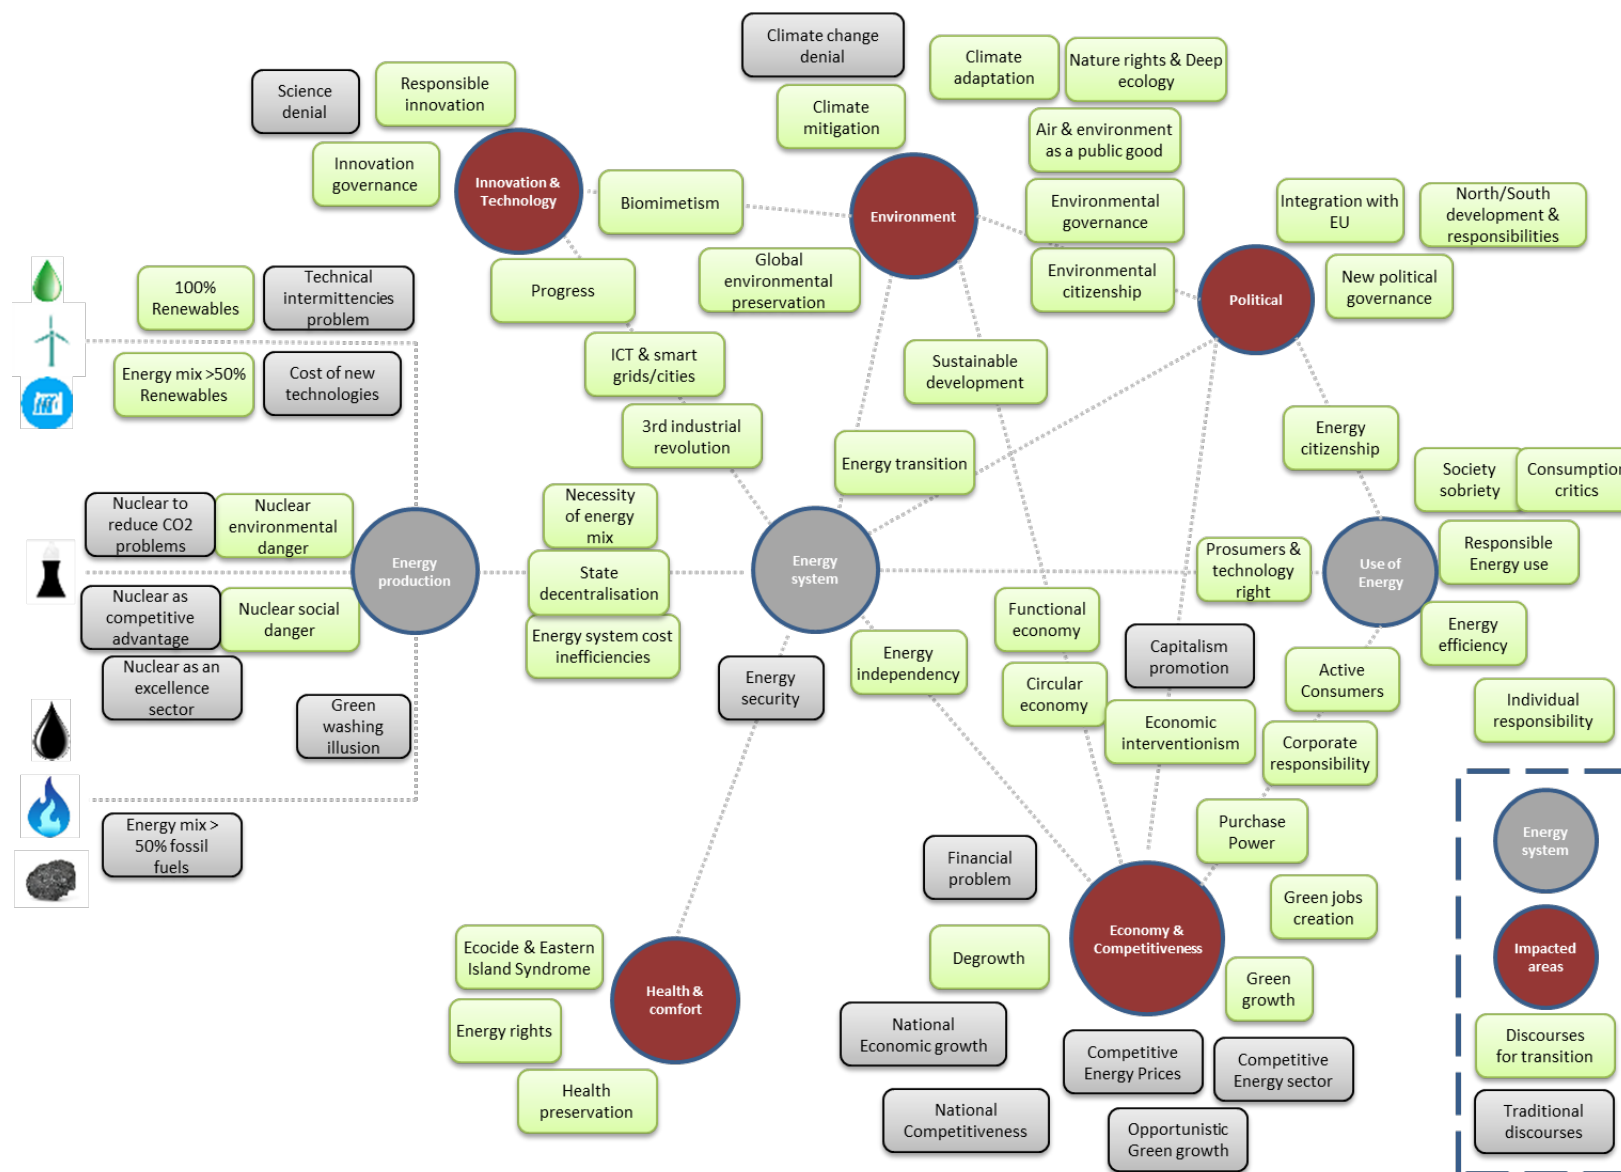 Climate change
denial
Science
denial
Responsible
innovation
Climate
mitigation
Climate
adaptation
Nature rights & Deep
ecology
Innovation
governance
Air & environment
as a public good
Innovation &
Technology
Biomimetism
Environment
Environmental
governance
Integration with
EU
North/South
development &
responsibilities
Global
environmental
preservation
Environmental
citizenship
Political
New political
governance
100%
Renewables
Technical
intermittencies
problem
Progress
Energy mix >50%
Renewables
Cost of new
technologies
ICT & smart
grids/cities
Sustainable
development
3rd industrial
revolution
Energy transition
Energy
citizenship
Society
sobriety
Consumption
critics
Nuclear to
reduce CO2
problems
Nuclear
environmental
danger
Necessity
of energy
mix
Energy
production
State
decentralisation
Energy
system
Prosumers &
technology
right
Use of
Energy
Responsible
Energy use
Nuclear as
competitive
advantage
Nuclear social
danger
Energy system cost
inefficiencies
Functional
economy
Energy
efficiency
Nuclear as an
excellence
sector
Green
washing
illusion
Energy
security
Energy
independency
Circular
economy
Capitalism
promotion
Active
Consumers
Individual
responsibility
Economic
interventionism
Corporate
responsibility
Energy mix >
50% fossil
fuels
Financial
problem
Purchase
Power
Energy
system
Ecocide & Eastern
Island Syndrome
Degrowth
Economy &
Competitiveness
Green jobs
creation
Impacted
areas
Health &
comfort
Green
growth
Energy rights
National
Economic growth
Competitive
Energy Prices
Competitive
Energy sector
Discourses
for transition
Health
preservation
National
Competitiveness
Opportunistic
Green growth
Traditional
discourses